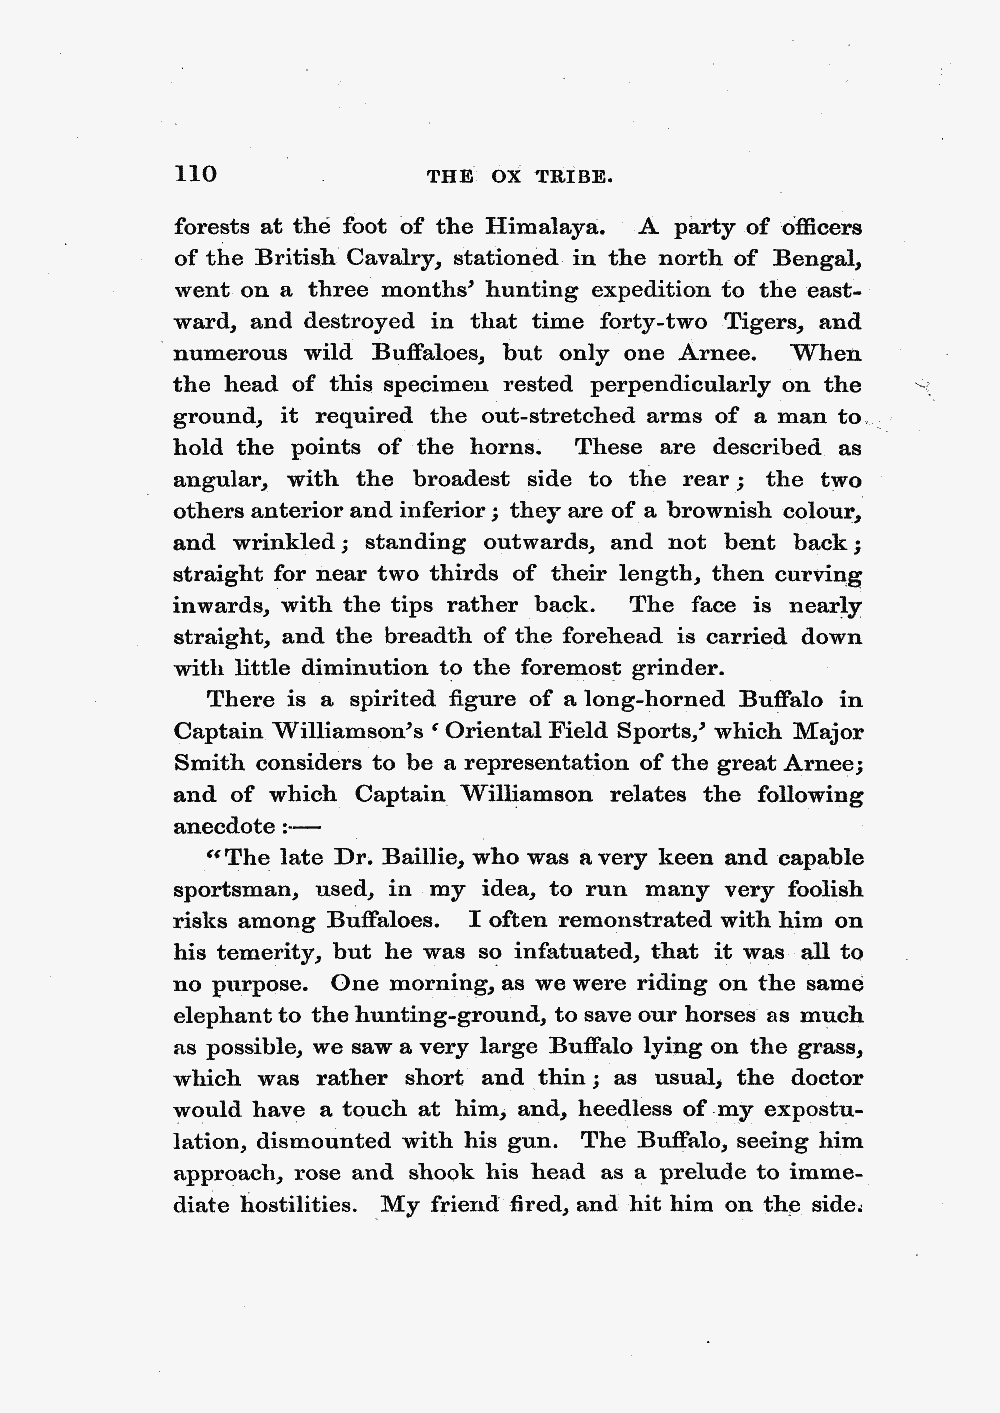 110 THE OX TRIBE.
forests at the foot of the Himalaya. A party of officers
of the British Cavalry, stationed in the north of Bengal,
went on a three months' hunting expedition to the east-
ward, and destroyed in that time forty-two Tigers, and
numerous wild Buffaloes, but only one Arnee. When
the head of this specimen rested perpendicularly on the
ground, it required the out-stretched arms of a man to
hold the points of the horns. These are described as
angular, with the broadest side to the rear; the two
others anterior and inferior; they are of a brownish colour,
and wrinkled; standing outwards, and not bent back;
straight for near two thirds of their length, then curving
inwards, with the tips rather back. The face is nearly
straight, and the breadth of the forehead is carried down
with little diminution to the foremost grinder.
There is a spirited figure of a long-horned Buffalo in
Captain Williamson's ‘Oriental Field Sports,’ which Major
Smith considers to be a representation of the great Arnee;
and of which Captain Williamson relates the following
anecdote:—
“The late Dr. Baillie, who was a very keen and capable
sportsman, used, in my idea, to run many very foolish
risks among Buffaloes. I often remonstrated with him on
his temerity, but he was so infatuated, that it was all to
no purpose. One morning, as we were riding on the same
elephant to the hunting-ground, to save our horses as much
as possible, we saw a very large Buffalo lying on the grass,
which was rather short and thin; as usual, the doctor
would have a touch at him, and, heedless of my expostu-
lation, dismounted with his gun. The Buffalo, seeing him
approach, rose and shook his head as a prelude to imme-
diate hostilities. My friend fired, and hit him on the side.